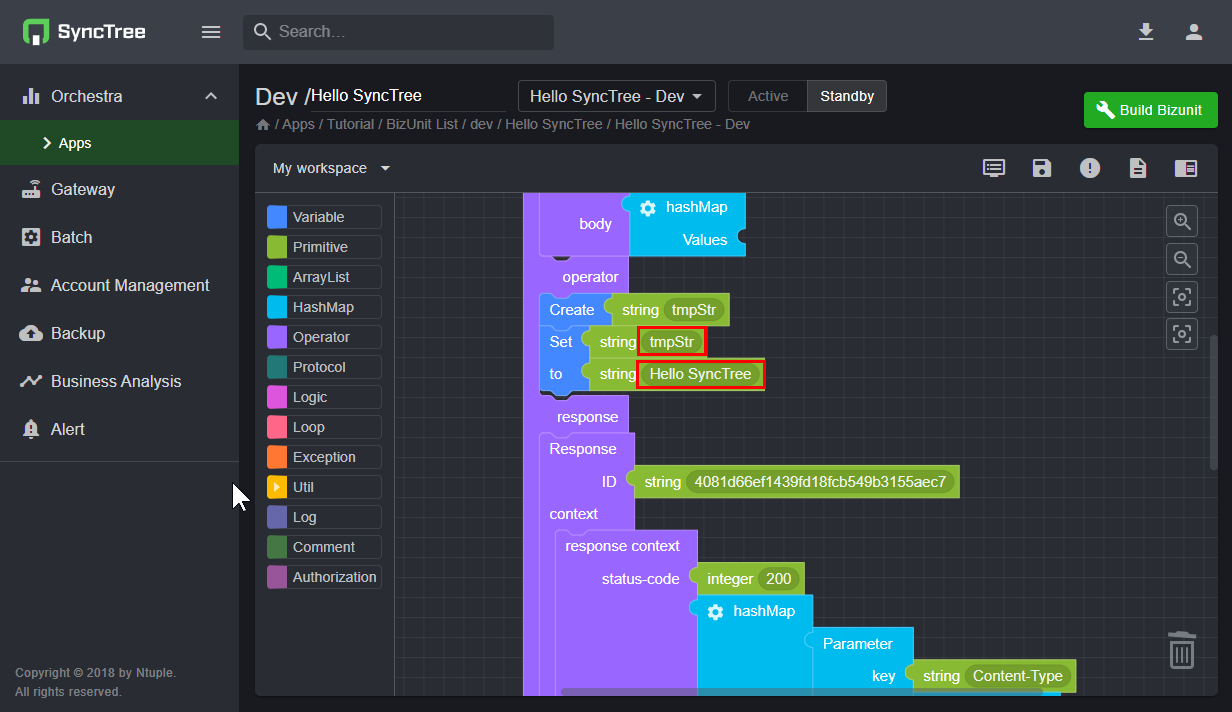 SyncTree
Search...
Orchestra
Apps
Gateway
Batch
Account Management
Backup
Business Analysis
Alert
Copyright © 2018 by Ntuple.
All rights reserved.
Dev /Hello SyncTree
Hello SyncTree - Dev
Active
Standby
Build Bizunit
/ Apps / Tutorial / BizUnit List / dev / Hello SyncTree / Hello SyncTree - Dev
My workspace
Variable
Primitive
ArrayList
HashMap
Operator
Protocol
Logic
Loop
Exception
Util
Log
Comment
Authorization
hashMap
body
Values
operator
Create string tmpStr
Set string tmpStr
to string Hello SyncTree
response
Response
ID string 4081d66ef1439fd18fcb549b3155aec7
context
response context
status-code integer 200
hashMap
Parameter
key string Content-Type